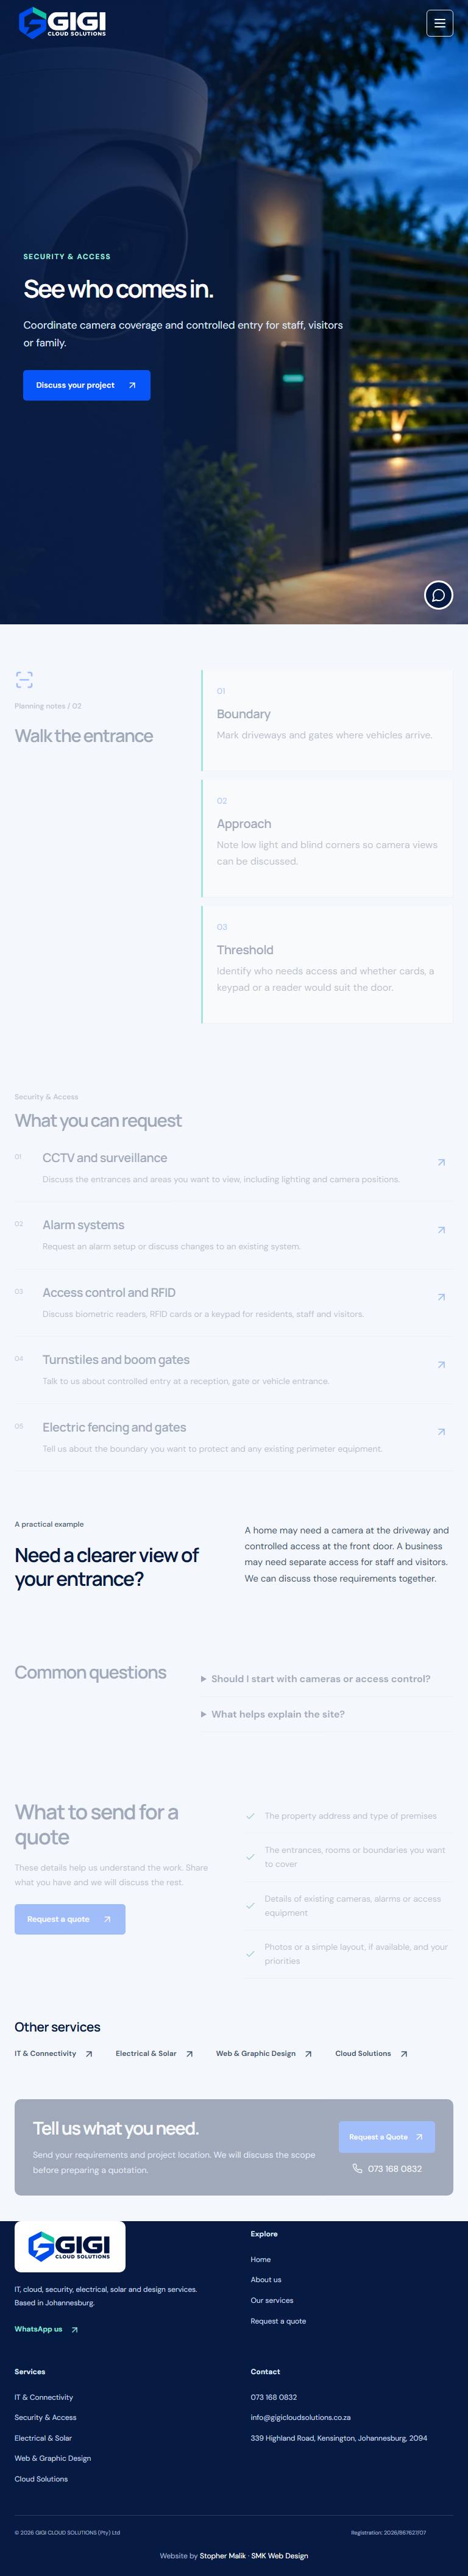 GIGI
CLOUD SOLUTIONS
SECURITY & ACCESS
See who comes in.
Coordinate camera coverage and controlled entry for staff, visitors
or family.
Discuss your project
Planning notes / 02
Walk the entrance
01
Boundary
Mark driveways and gates where vehicles arrive.
02
Approach
Note low light and blind corners so camera views
can be discussed.
03
Threshold
Identify who needs access and whether cards, a
keypad or a reader would suit the door.
Security & Access
What you can request
01
CCTV and surveillance
Discuss the entrances and areas you want to view, including lighting and camera positions.
02
Alarm systems
Request an alarm setup or discuss changes to an existing system.
03
Access control and RFID
Discuss biometric readers, RFID cards or a keypad for residents, staff and visitors.
04
Turnstiles and boom gates
Talk to us about controlled entry at a reception, gate or vehicle entrance.
05
Electric fencing and gates
Tell us about the boundary you want to protect and any existing perimeter equipment.
A practical example
Need a clearer view of
your entrance?
A home may need a camera at the driveway and
controlled access at the front door. A business
may need separate access for staff and visitors.
We can discuss those requirements together.
Common questions
Should I start with cameras or access control?
What helps explain the site?
What to send for a
quote
These details help us understand the work. Share
what you have and we will discuss the rest.
Request a quote
The property address and type of premises
The entrances, rooms or boundaries you want
to cover
Details of existing cameras, alarms or access
equipment
Photos or a simple layout, if available, and your
priorities
Other services
IT & Connectivity
Electrical & Solar
Web & Graphic Design
Cloud Solutions
Tell us what you need.
Send your requirements and project location. We will discuss the scope
before preparing a quotation.
Request a Quote
073 168 0832
GIGI
CLOUD SOLUTIONS
IT, cloud, security, electrical, solar and design services.
Based in Johannesburg.
WhatsApp us
Explore
Home
About us
Our services
Request a quote
Services
IT & Connectivity
Security & Access
Electrical & Solar
Web & Graphic Design
Cloud Solutions
Contact
073 168 0832
info@gigicloudsolutions.co.za
339 Highland Road, Kensington, Johannesburg, 2094
© 2026 GIGI CLOUD SOLUTIONS (Pty) Ltd
Registration: 2026/867627/07
Website by Stopher Malik · SMK Web Design